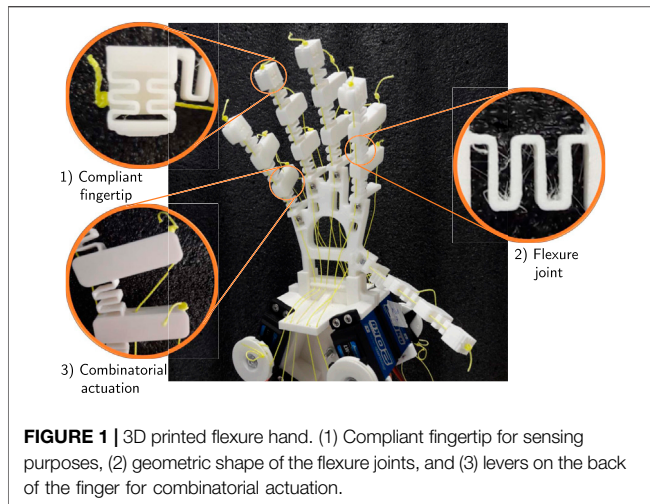 1) Compliant
fingertip
2) Flexure
joint
3) Combinatorial
actuation
FIGURE 1 | 3D printed flexure hand. (1) Compliant fingertip for sensing
purposes, (2) geometric shape of the flexure joints, and (3) levers on the back
of the finger for combinatorial actuation.